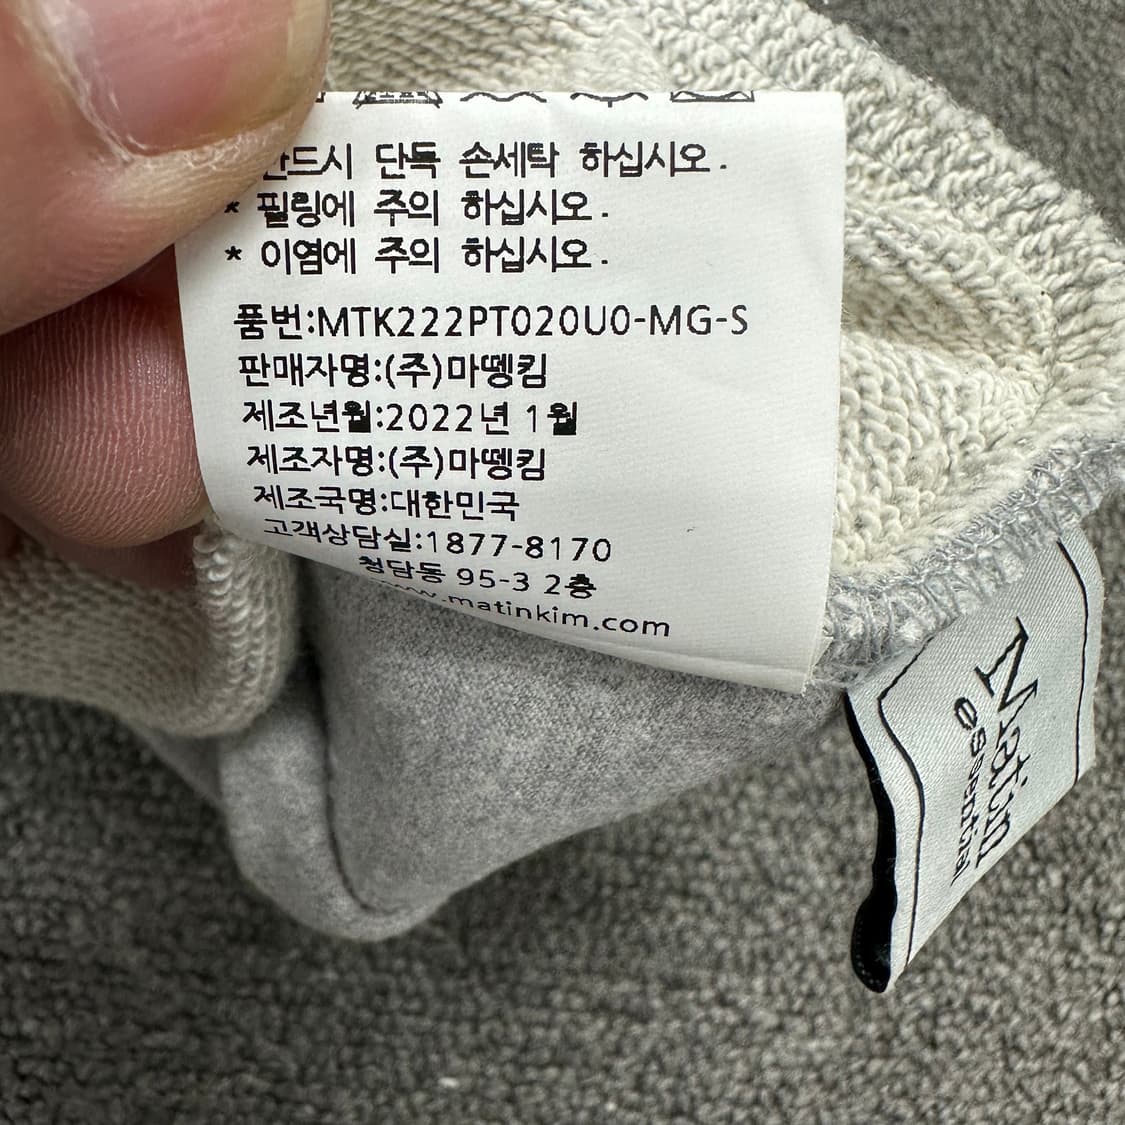 단독 손세탁 하십시오.
* 필링에 주의 하십시오.
* 이염에 주의 하십시오.
품번:MTK222PT020U0-MG-S
판매자명:(주)마뗑킴
제조년월:2022년 1월
제조자명:(주)마뗑킴
제조국명:대한민국
고객상담실:1877-8170
청담동 95-3 2층
www.matinkim.com
Matin
essential